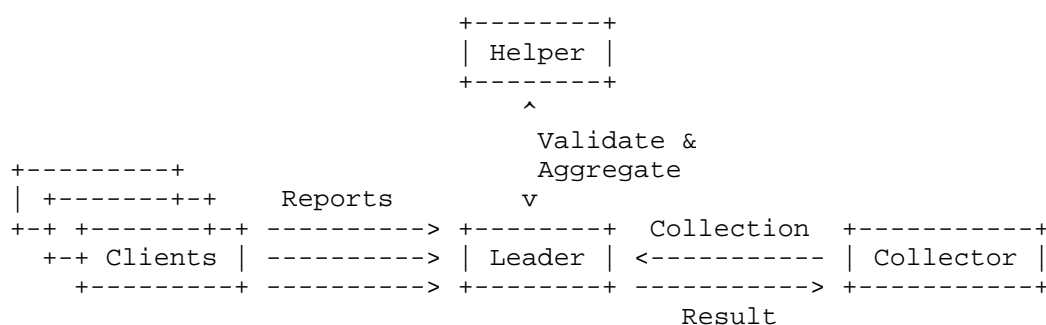 +--------+
| Helper |
+--------+
^
Validate &
+---------+ Aggregate
| +-------+-+ Reports v
+-+ +-------+-+ ----------> +--------+ Collection +-----------+
+-+ Clients | ----------> | Leader | <----------- | Collector |
+---------+ ----------> +--------+ -----------> +-----------+
Result